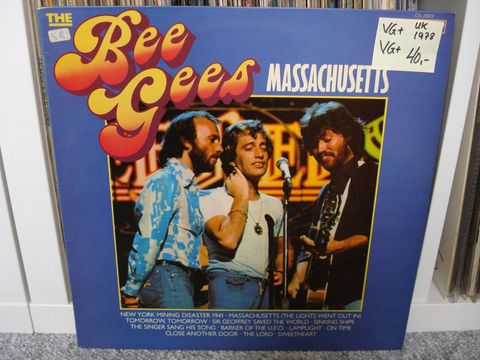 THE
Bee
Gees
MASSACHUSETTS
VG+ UK
1978
VG+ 40,-
NEW YORK MINING DISASTER 1941 - MASSACHUSETTS (THE LIGHTS WENT OUT IN)
TOMORROW, TOMORROW - SIR GEOFFREY SAVED THE WORLD - SINKING SHIPS
THE SINGER SANG HIS SONG - BARKER OF THE U.F.O. - LAMPLIGHT - ON TIME
CLOSE ANOTHER DOOR - THE LORD - SWEETHEART